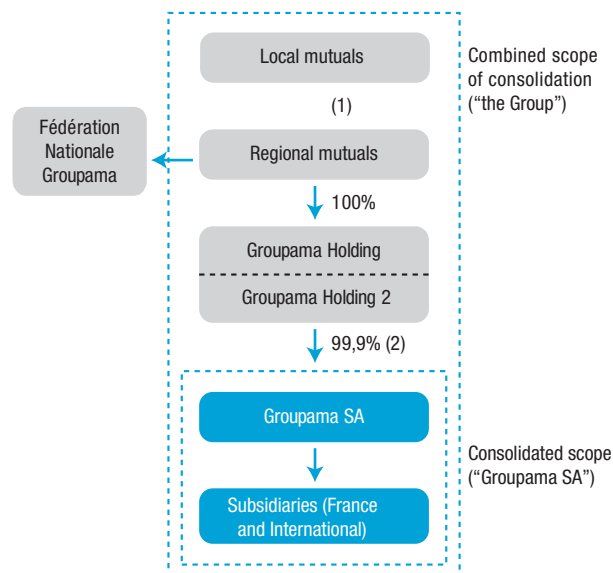 Local mutuals
Combined scope
of consolidation
(“the Group”)
(1)
Fédération
Nationale
Groupama
Regional mutuals
100%
Groupama Holding
Groupama Holding 2
99,9% (2)
Groupama SA
Consolidated scope
(“Groupama SA”)
Subsidiaries (France
and International)